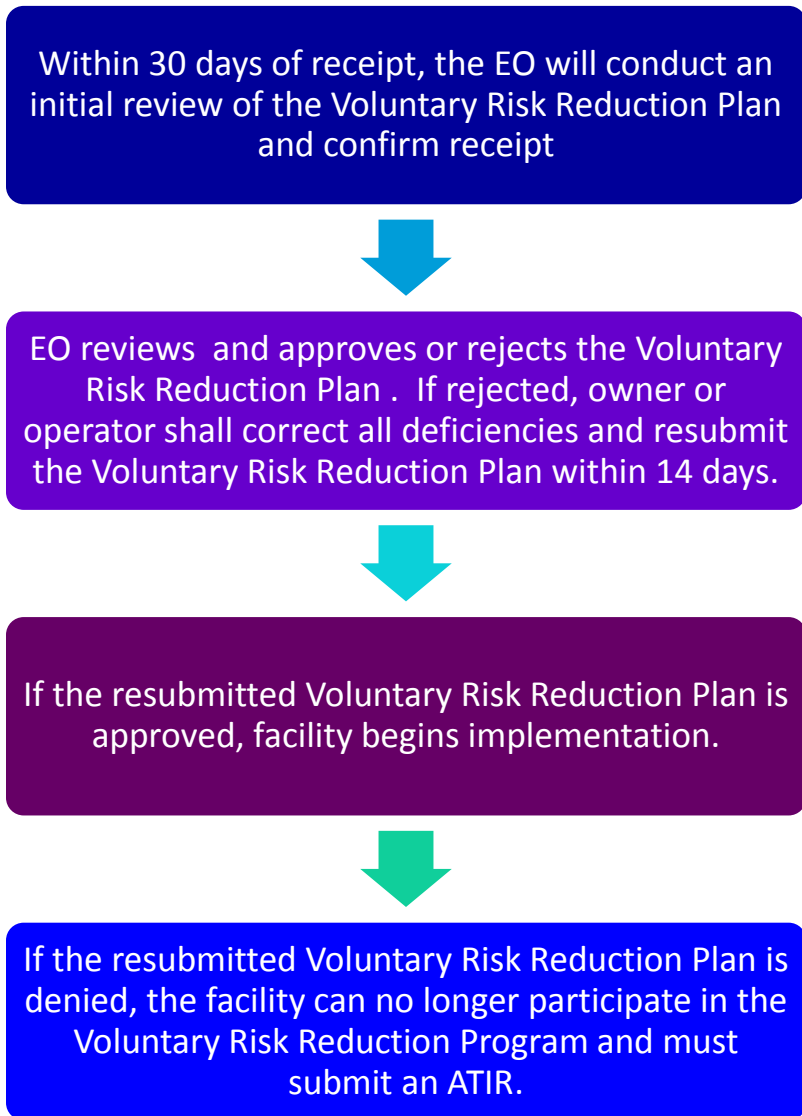 Within 30 days of receipt, the EO will conduct an
initial review of the Voluntary Risk Reduction Plan
and confirm receipt
EO reviews  and approves or rejects the Voluntary
Risk Reduction Plan .  If rejected, owner or
operator shall correct all deficiencies and resubmit
the Voluntary Risk Reduction Plan within 14 days.
If the resubmitted Voluntary Risk Reduction Plan is
approved, facility begins implementation.
If the resubmitted Voluntary Risk Reduction Plan is
denied, the facility can no longer participate in the
Voluntary Risk Reduction Program and must
submit an ATIR.